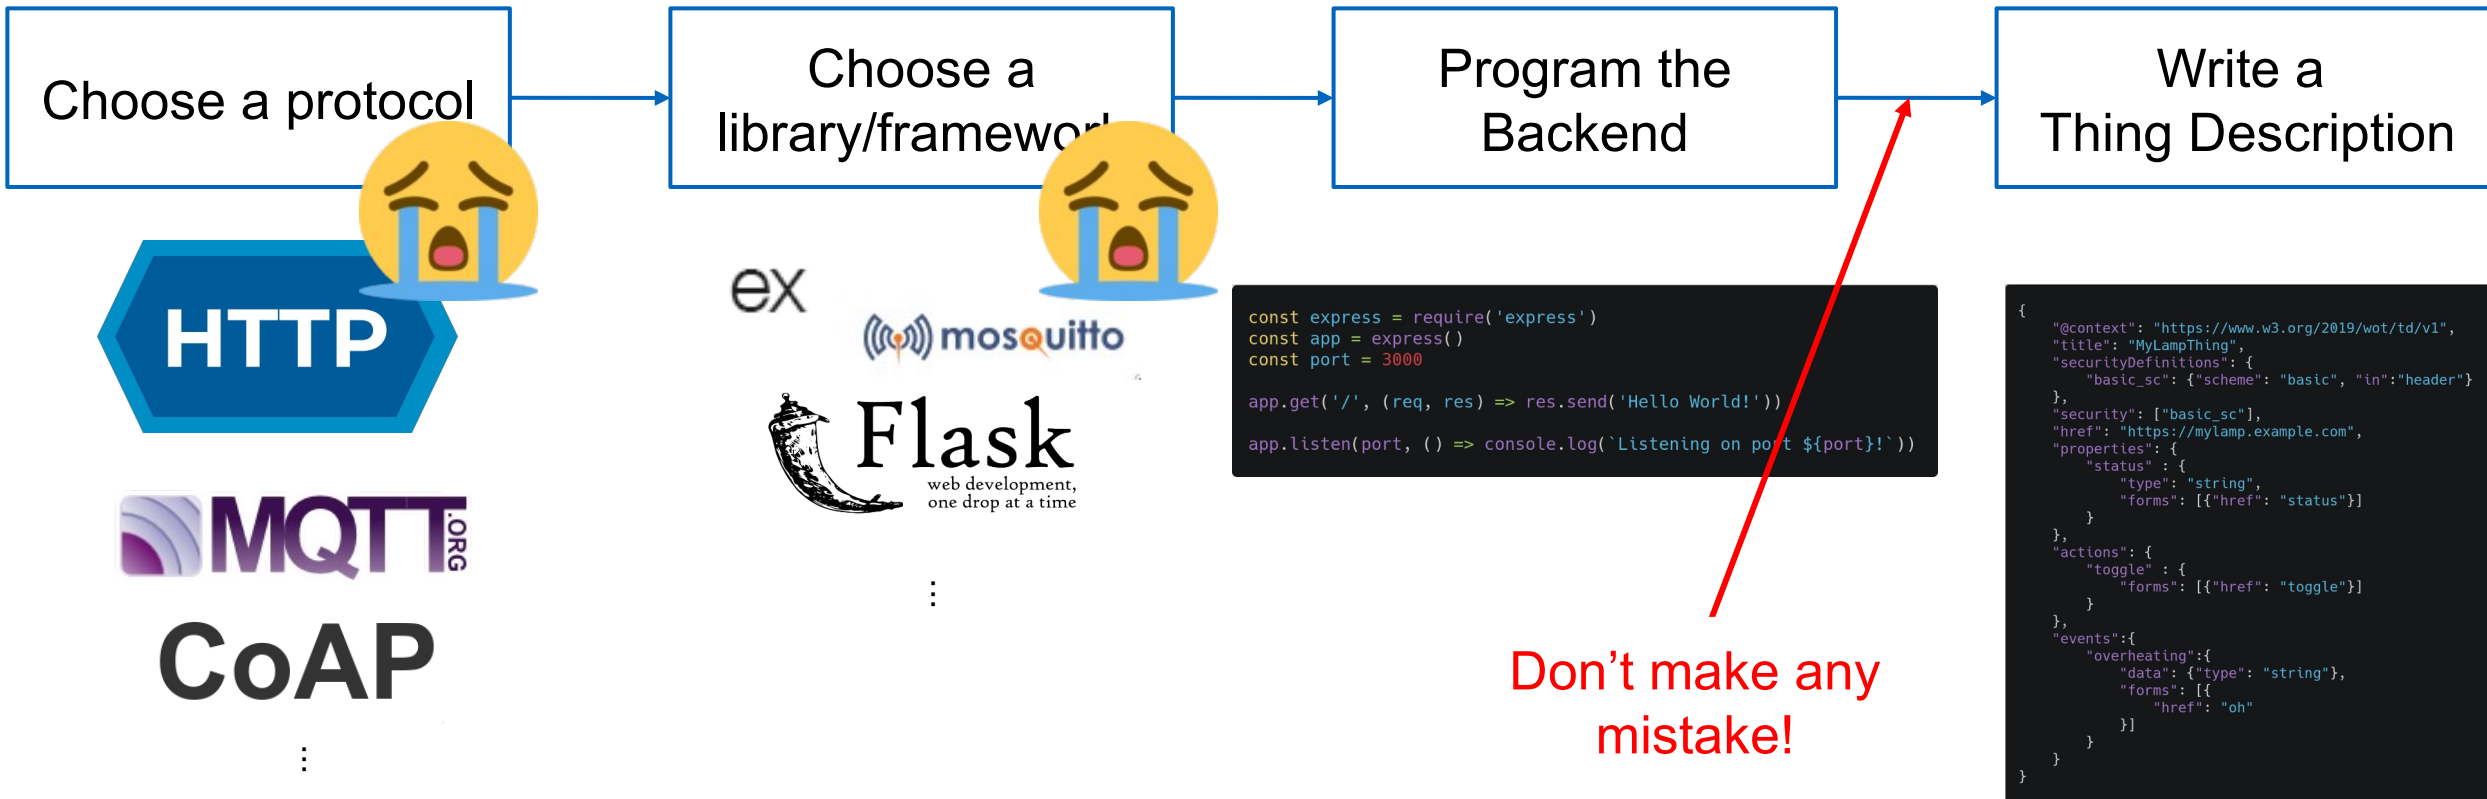 Choose a protocol
Choose a
library/framework
Program the
Backend
Write a
Thing Description
HTTP
MQTT
.ORG
CoAP
⋮
ex
mosquitto
Flask
web development,
one drop at a time
⋮
const express = require('express')
const app = express()
const port = 3000
app.get('/', (req, res) => res.send('Hello World!'))
app.listen(port, () => console.log(`Listening on port ${port}!`))
Don't make any
mistake!
{
"@context": "https://www.w3.org/2019/wot/td/v1",
"title": "MyLampThing",
"securityDefinitions": {
"basic_sc": {"scheme": "basic", "in":"header"}
},
"security": ["basic_sc"],
"href": "https://mylamp.example.com",
"properties": {
"status" : {
"type": "string",
"forms": [{"href": "status"}]
}
},
"actions": {
"toggle" : {
"forms": [{"href": "toggle"}]
}
},
"events":{
"overheating":{
"data": {"type": "string"},
"forms": [{
"href": "oh"
}]
}
}
}